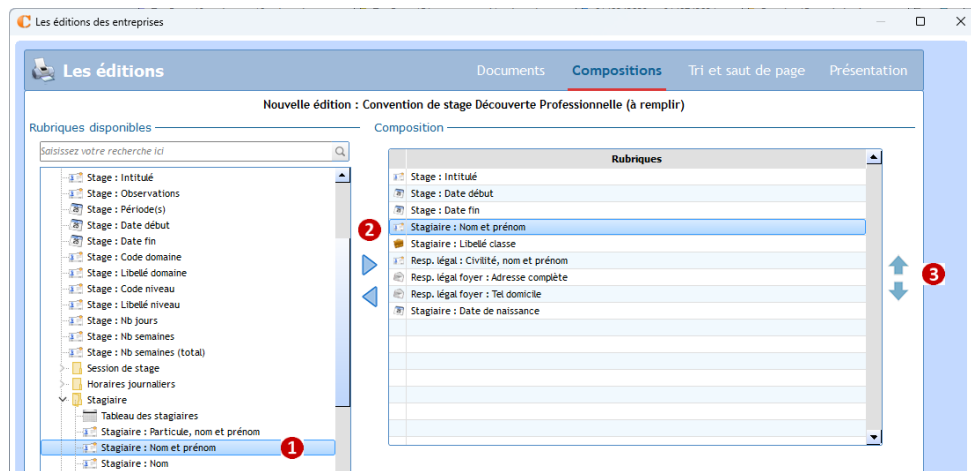 Les éditions des entreprises
Les éditions
Documents Compositions Tri et saut de page Présentation
Nouvelle édition : Convention de stage Découverte Professionnelle (à remplir)
Rubriques disponibles
Saisissez votre recherche ici
Stage : Intitulé
Stage : Observations
Stage : Période(s)
Stage : Date début
Stage : Date fin
Stage : Code domaine
Stage : Libellé domaine
Stage : Code niveau
Stage : Libellé niveau
Stage : Nb jours
Stage : Nb semaines
Stage : Nb semaines (total)
Session de stage
Horaires journaliers
Stagiaire
Tableau des stagiaires
Stagiaire : Particule, nom et prénom
Stagiaire : Nom et prénom
1
Stagiaire : Nom
2
Composition
Rubriques
Stage : Intitulé
Stage : Date début
Stage : Date fin
Stagiaire : Nom et prénom
Stagiaire : Libellé classe
Resp. légal : Civilité, nom et prénom
Resp. légal foyer : Adresse complète
Resp. légal foyer : Tel domicile
Stagiaire : Date de naissance
3